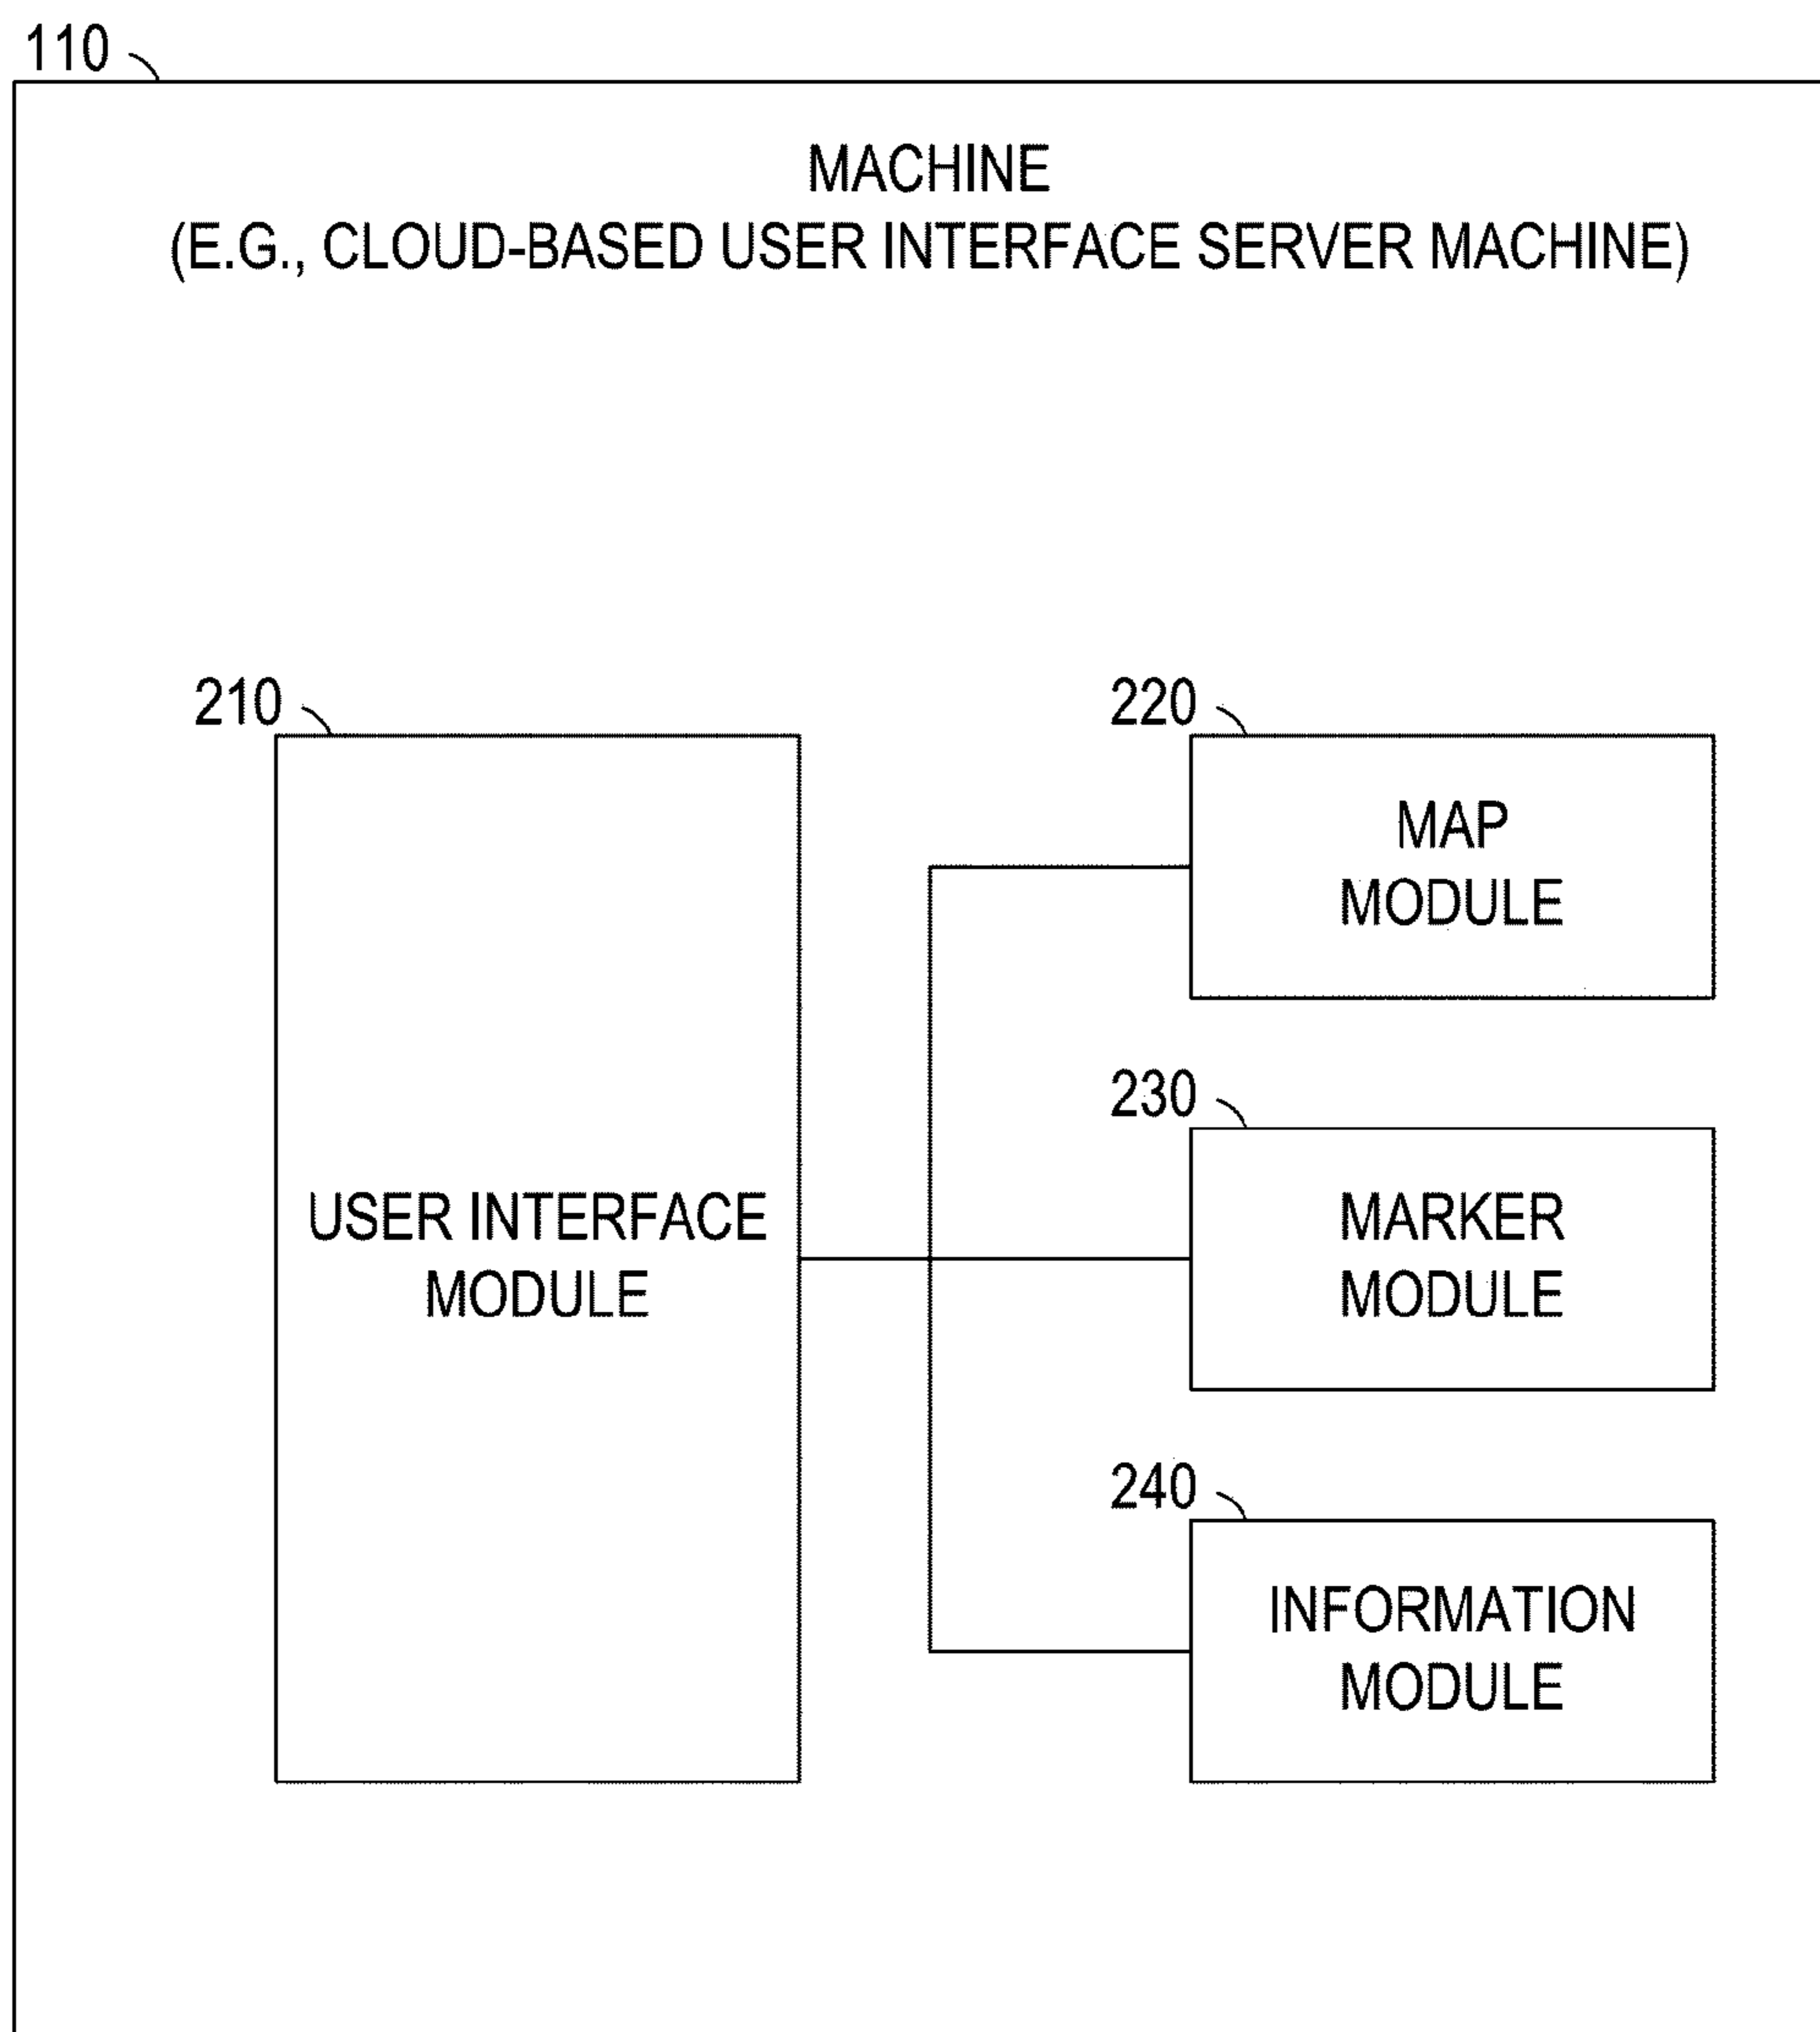 110
MACHINE
(E.G., CLOUD-BASED USER INTERFACE SERVER MACHINE)
210
USER INTERFACE
MODULE
220
MAP
MODULE
230
MARKER
MODULE
240
INFORMATION
MODULE